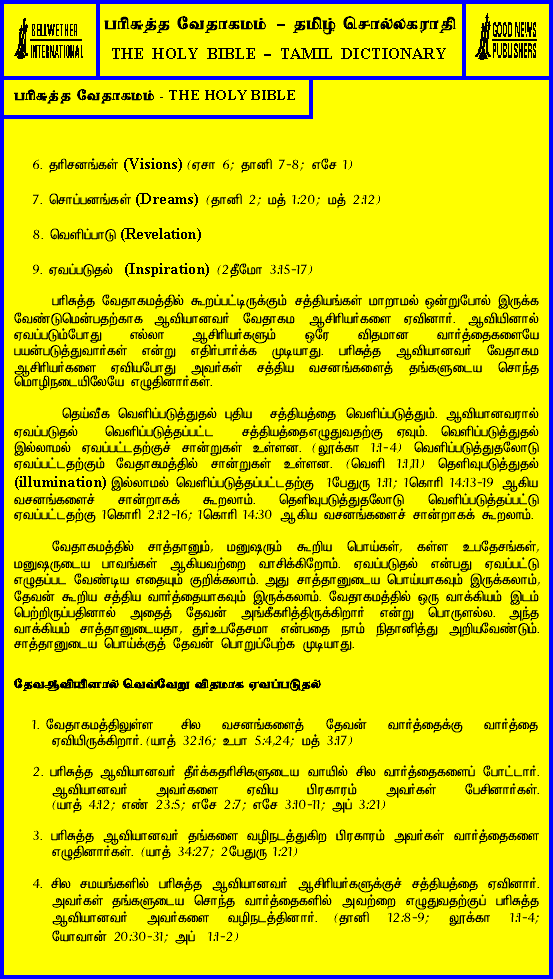 BELLWETHER
INTERNATIONAL
பரிசுத்த வேதாகமம் – தமிழ் சொல்லகராதி
THE HOLY BIBLE – TAMIL DICTIONARY
GOOD NEWS
PUBLISHERS
பரிசுத்த வேதாகமம் - THE HOLY BIBLE
6. தரிசனங்கள் (Visions) (ஏசா 6; தானி 7-8; எசே 1)
7. சொப்பனங்கள் (Dreams) (தானி 2; மத் 1:20; மத் 2:12)
8. வெளிப்பாடு (Revelation)
9. ஏவப்படுதல் (Inspiration) (2தீமோ 3:15-17)
பரிசுத்த வேதாகமத்தில் கூறப்பட்டிருக்கும் சத்தியங்கள் மாறாமல் ஒன்றுபோல் இருக்க
வேண்டுமென்பதற்காக ஆவியானவர் வேதாகம ஆசிரியர்களை ஏவினார். ஆவியினால்
ஏவப்படும்போது எல்லா ஆசிரியர்களும் ஒரே விதமான வார்த்தைகளையே
பயன்படுத்துவார்கள் என்று எதிர்பார்க்க முடியாது. பரிசுத்த ஆவியானவர் வேதாகம
ஆசிரியர்களை ஏவியபோது அவர்கள் சத்திய வசனங்களைத் தங்களுடைய சொந்த
மொழிநடையிலேயே எழுதினார்கள்.
தெய்வீக வெளிப்படுத்துதல் புதிய சத்தியத்தை வெளிப்படுத்தும். ஆவியானவரால்
ஏவப்படுதல் வெளிப்படுத்தப்பட்ட சத்தியத்தைஎழுதுவதற்கு ஏவும். வெளிப்படுத்துதல்
இல்லாமல் ஏவப்பட்டதற்குச் சான்றுகள் உள்ளன. (லூக்கா 1:1-4) வெளிப்படுத்துதலோடு
ஏவப்பட்டதற்கும் வேதாகமத்தில் சான்றுகள் உள்ளன. (வெளி 1:1,11) தெளிவுபடுத்துதல்
(illumination) இல்லாமல் வெளிப்படுத்தப்பட்டதற்கு 1பேதுரு 1:11; 1கொரி 14:13-19 ஆகிய
வசனங்களைச் சான்றாகக் கூறலாம். தெளிவுபடுத்துதலோடு வெளிப்படுத்தப்பட்டு
ஏவப்பட்டதற்கு 1கொரி 2:12-16; 1கொரி 14:30 ஆகிய வசனங்களைச் சான்றாகக் கூறலாம்.
வேதாகமத்தில் சாத்தானும், மனுஷரும் கூறிய பொய்கள், கள்ள உபதேசங்கள்,
மனுஷருடைய பாவங்கள் ஆகியவற்றை வாசிக்கிறோம். ஏவப்படுதல் என்பது ஏவப்பட்டு
எழுதப்பட வேண்டிய எதையும் குறிக்கலாம். அது சாத்தானுடைய பொய்யாகவும் இருக்கலாம்,
தேவன் கூறிய சத்திய வார்த்தையாகவும் இருக்கலாம். வேதாகமத்தில் ஒரு வாக்கியம் இடம்
பெற்றிருப்பதினால் அதைத் தேவன் அங்கீகரித்திருக்கிறார் என்று பொருளல்ல. அந்த
வாக்கியம் சாத்தானுடையதா, துர்உபதேசமா என்பதை நாம் நிதானித்து அறியவேண்டும்.
சாத்தானுடைய பொய்க்குத் தேவன் பொறுப்பேற்க முடியாது.
தேவஆவியினால் வெவ்வேறு விதமாக ஏவப்படுதல்
1. வேதாகமத்திலுள்ள சில வசனங்களைத் தேவன் வார்த்தைக்கு வார்த்தை
ஏவியிருக்கிறார். (யாத் 32:16; உபா 5:4,24; மத் 3:17)
2. பரிசுத்த ஆவியானவர் தீர்க்கதரிசிகளுடைய வாயில் சில வார்த்தைகளைப் போட்டார்.
ஆவியானவர் அவர்களை ஏவிய பிரகாரம் அவர்கள் பேசினார்கள்.
(யாத் 4:12; எண் 23:5; எசே 2:7; எசே 3:10-11; அப் 3:21)
3. பரிசுத்த ஆவியானவர் தங்களை வழிநடத்துகிற பிரகாரம் அவர்கள் வார்த்தைகளை
எழுதினார்கள். (யாத் 34:27; 2பேதுரு 1:21)
4. சில சமயங்களில் பரிசுத்த ஆவியானவர் ஆசிரியர்களுக்குச் சத்தியத்தை ஏவினார்.
அவர்கள் தங்களுடைய சொந்த வார்த்தைகளில் அவற்றை எழுதுவதற்குப் பரிசுத்த
ஆவியானவர் அவர்களை வழிநடத்தினார். (தானி 12:8-9; லூக்கா 1:1-4;
யோவான் 20:30-31; அப் 1:1-2)